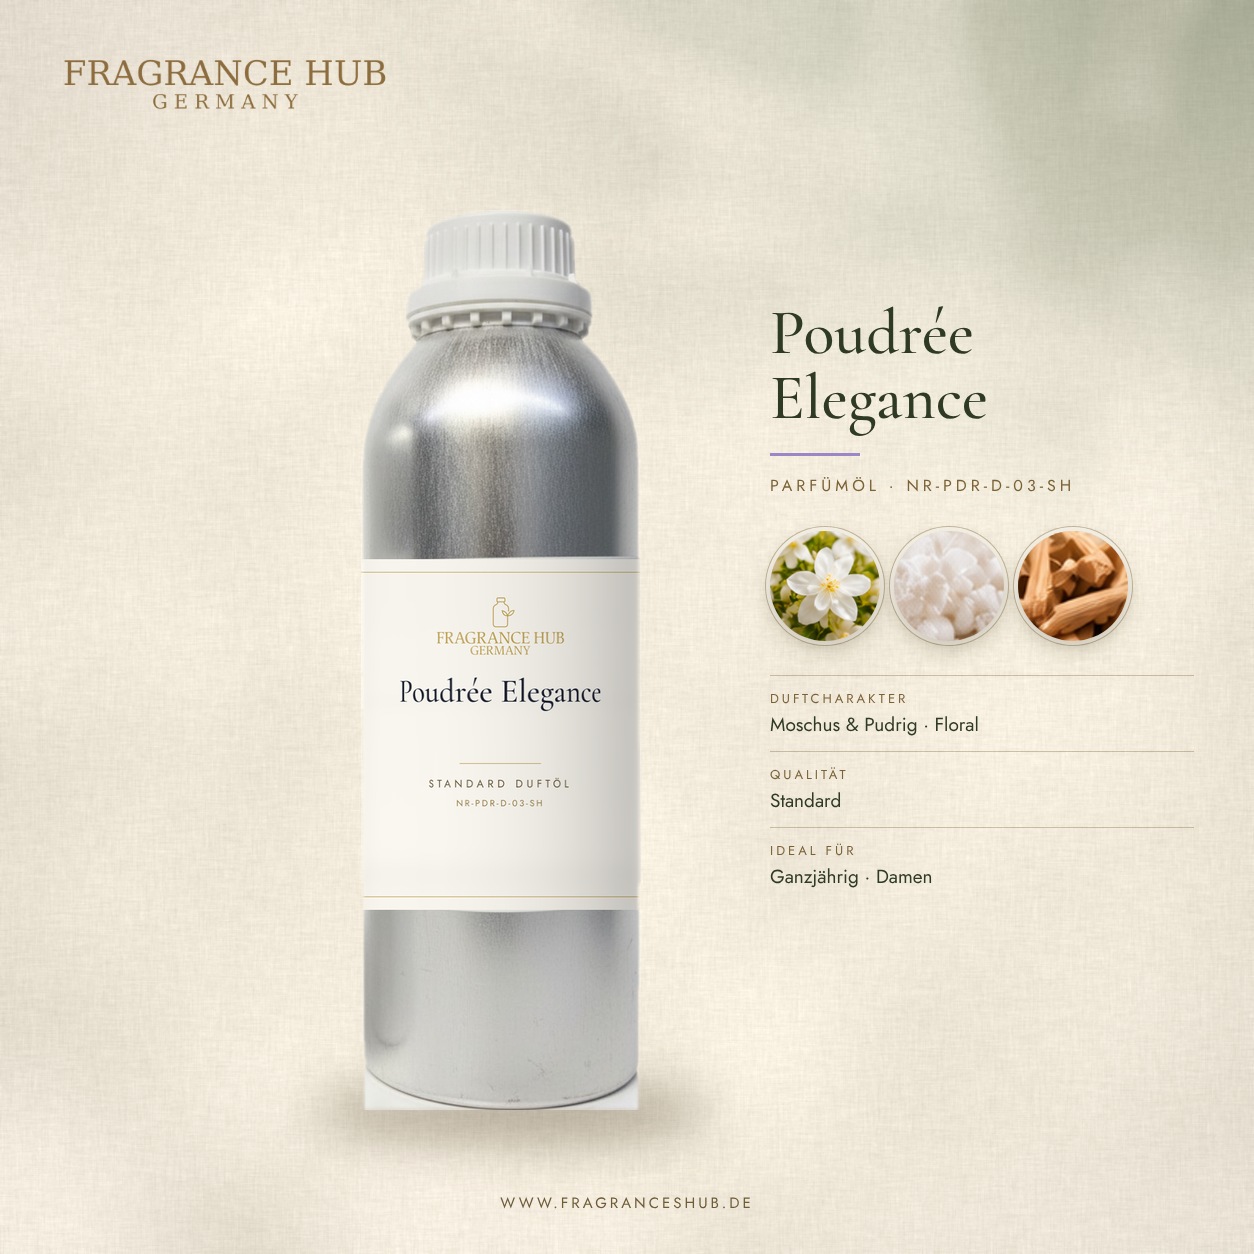 FRAGRANCE HUB
GERMANY
FRAGRANCE HUB
GERMANY
Poudrée Elegance
STANDARD DUFTÖL
NR-PDR-D-03-SH
Poudrée
Elegance
PARFÜMÖL · NR-PDR-D-03-SH
DUFTCHARAKTER
Moschus & Pudrig · Floral
QUALITÄT
Standard
IDEAL FÜR
Ganzjährig · Damen
WWW.FRAGRANCESHUB.DE